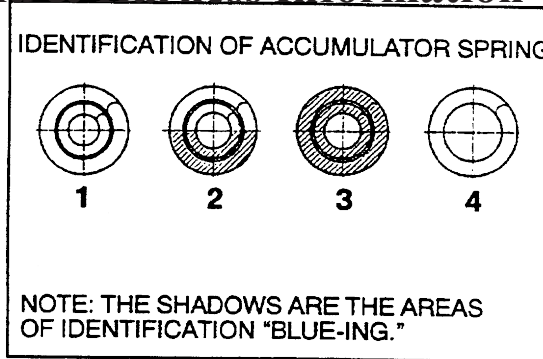 IDENTIFICATION OF ACCUMULATOR SPRING
1 2 3 4
NOTE: THE SHADOWS ARE THE AREAS
OF IDENTIFICATION "BLUE-ING."